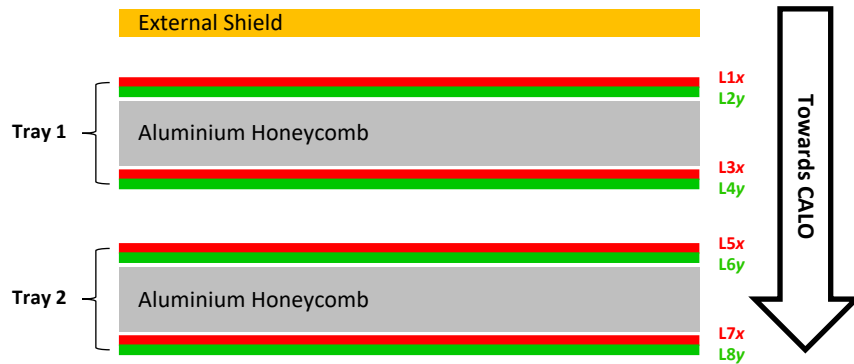 External Shield
L1x
L2y
Tray 1
Aluminium Honeycomb
L3x
L4y
Towards CALO
L5x
L6y
Tray 2
Aluminium Honeycomb
L7x
L8y